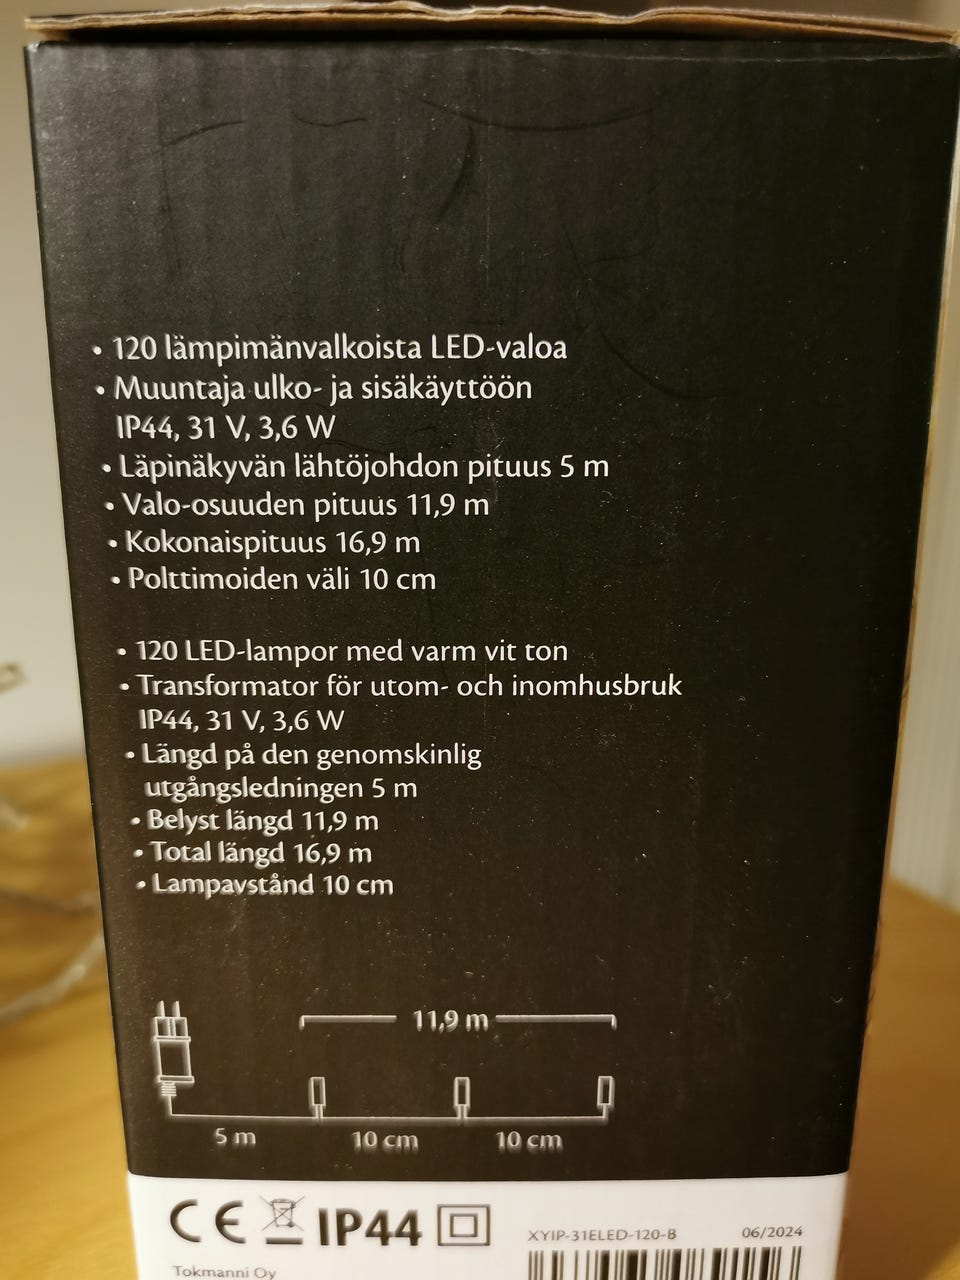 • 120 lämpimänvalkoista LED-valoa
• Muuntaja ulko- ja sisäkäyttöön
IP44, 31 V, 3,6 W
• Läpinäkyvän lähtöjohdon pituus 5 m
• Valo-osuuden pituus 11,9 m
• Kokonaispituus 16,9 m
• Polttimoiden väli 10 cm
• 120 LED-lampor med varm vit ton
• Transformator för utom- och inomhusbruk
IP44, 31 V, 3,6 W
• Längd på den genomskinlig
utgångsledningen 5 m
• Belyst längd 11,9 m
• Total längd 16,9 m
• Lampavstånd 10 cm
11,9 m
5 m 10 cm 10 cm
CE IP44
XYIP-31ELED-120-B 06/2024
Tokmanni Oy